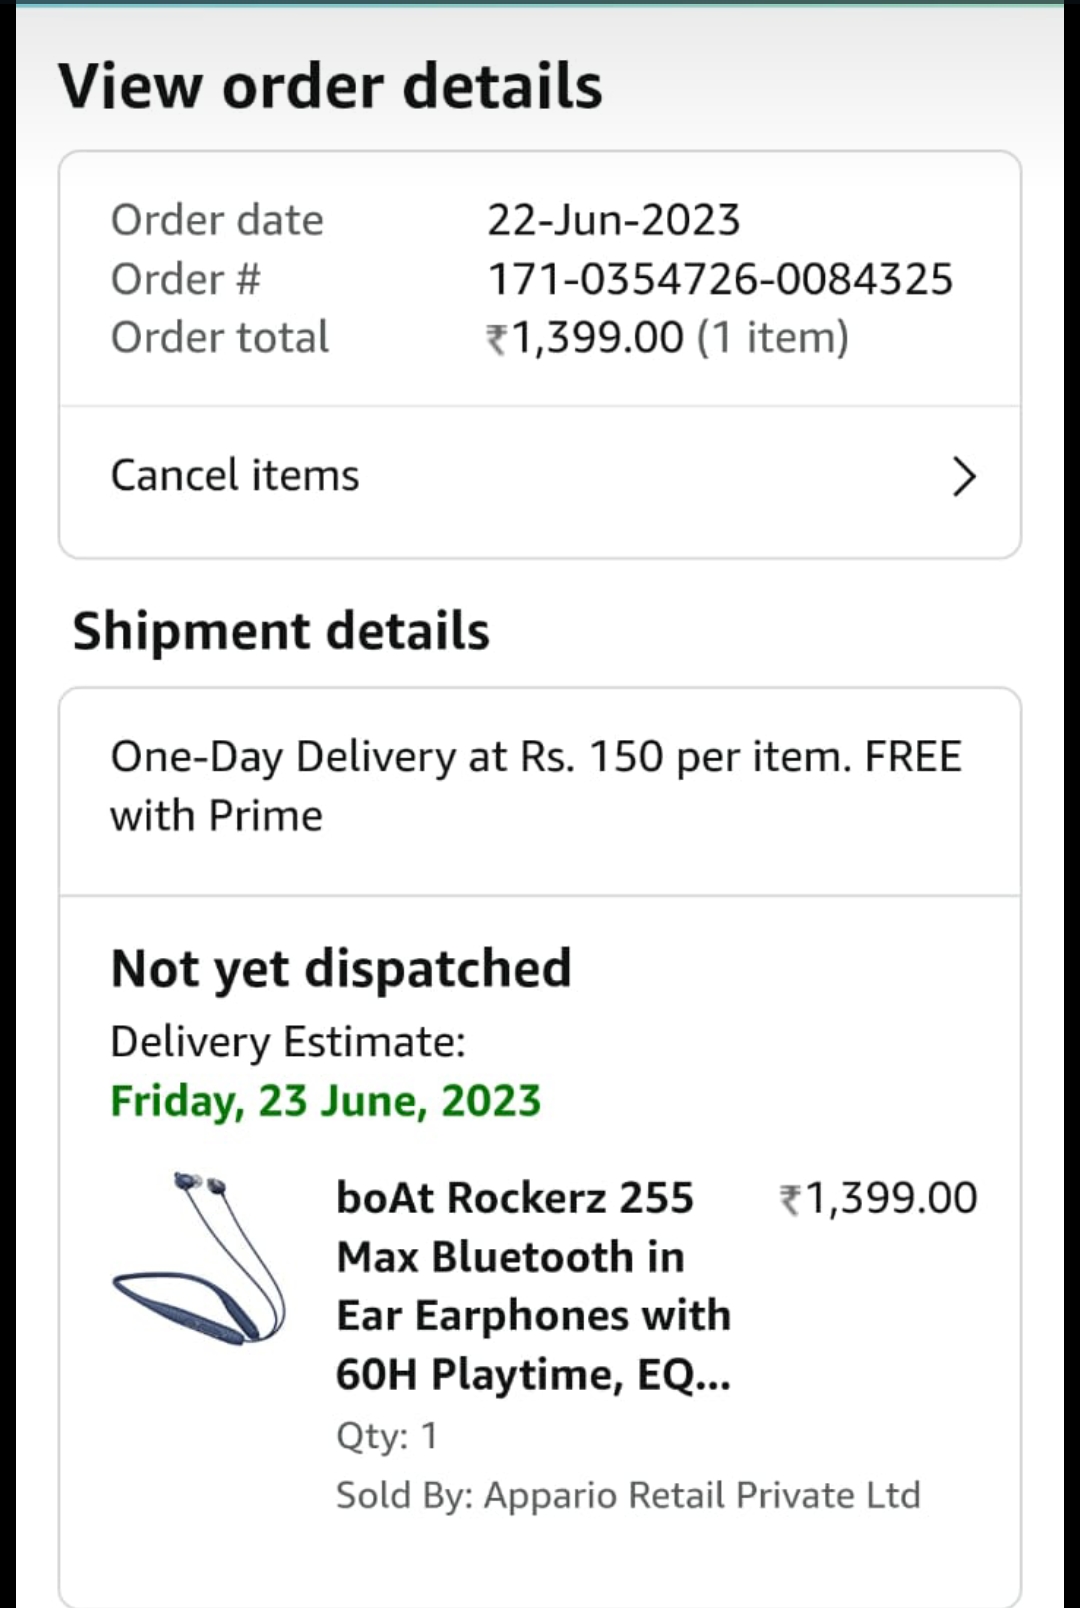 View order details
Order date 22-Jun-2023
Order # 171-0354726-0084325
Order total ₹1,399.00 (1 item)
Cancel items
Shipment details
One-Day Delivery at Rs. 150 per item. FREE
with Prime
Not yet dispatched
Delivery Estimate:
Friday, 23 June, 2023
boAt Rockerz 255 ₹1,399.00
Max Bluetooth in
Ear Earphones with
60H Playtime, EQ...
Qty: 1
Sold By: Appario Retail Private Ltd